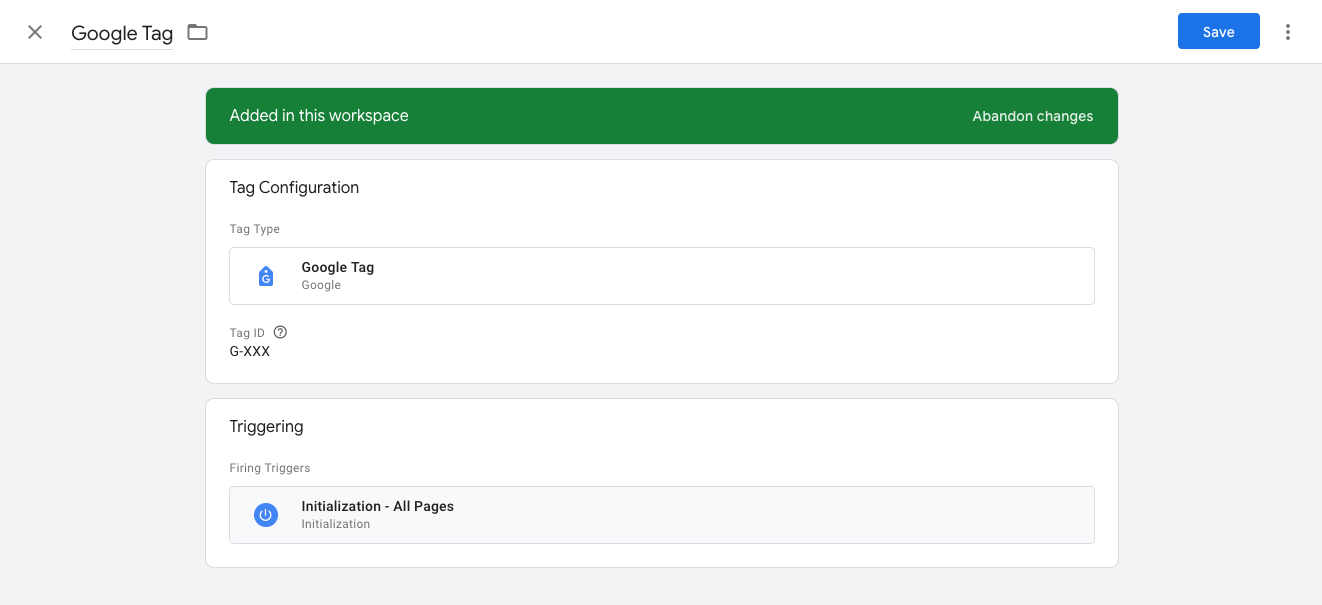 Google Tag
Save
Added in this workspace
Abandon changes
Tag Configuration
Tag Type
G
Google Tag
Google
Tag ID ?
G-XXX
Triggering
Firing Triggers
Initialization - All Pages
Initialization